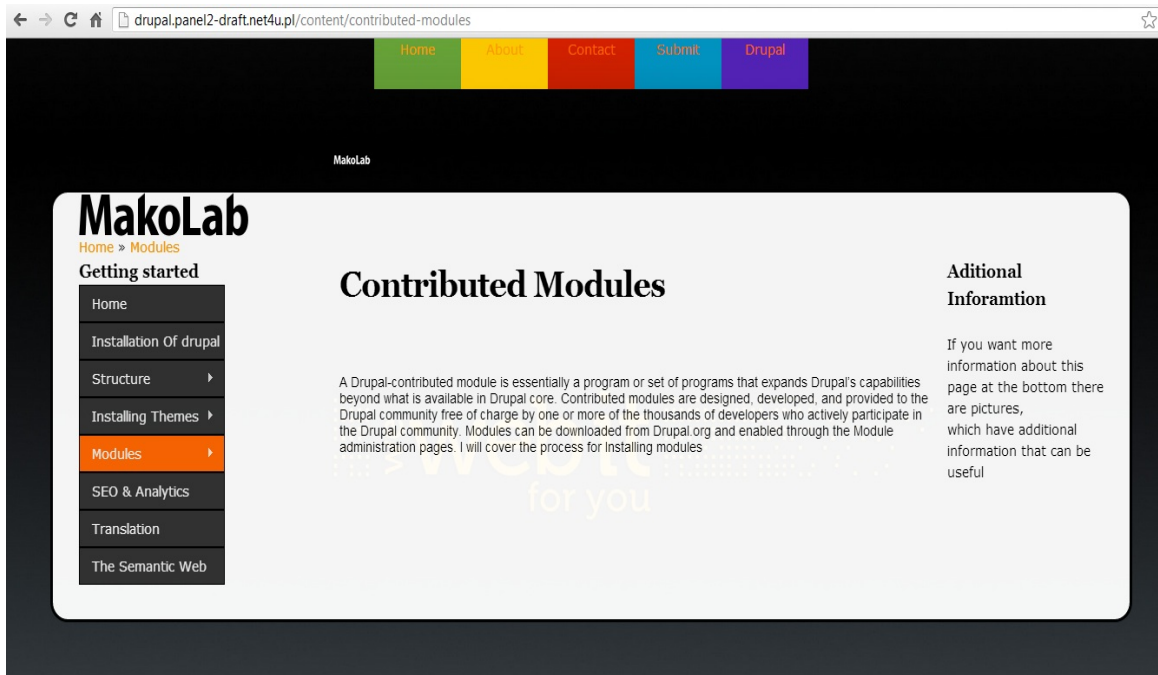 drupal.panel2-draft.net4u.pl/content/contributed-modules
Home About Contact Submit Drupal
MakoLab
MakoLab
Home » Modules
Getting started
Home
Installation Of drupal
Structure
Installing Themes
Modules
SEO & Analytics
Translation
The Semantic Web
Contributed Modules
A Drupal-contributed module is essentially a program or set of programs that expands Drupal's capabilities
beyond what is available in Drupal core. Contributed modules are designed, developed, and provided to the
Drupal community free of charge by one or more of the thousands of developers who actively participate in
the Drupal community. Modules can be downloaded from Drupal.org and enabled through the Module
administration pages. I will cover the process for Installing modules
for you
Aditional
Inforamtion
If you want more
information about this
page at the bottom there
are pictures,
which have additional
information that can be
useful